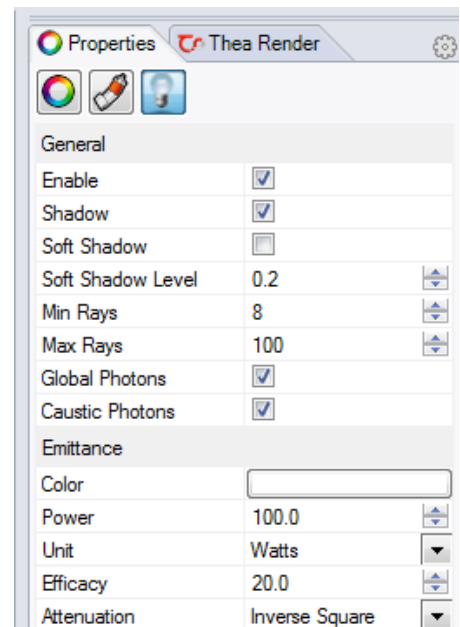 Properties Thea Render
General
Enable
Shadow
Soft Shadow
Soft Shadow Level 0.2
Min Rays 8
Max Rays 100
Global Photons
Caustic Photons
Emittance
Color
Power 100.0
Unit Watts
Efficacy 20.0
Attenuation Inverse Square